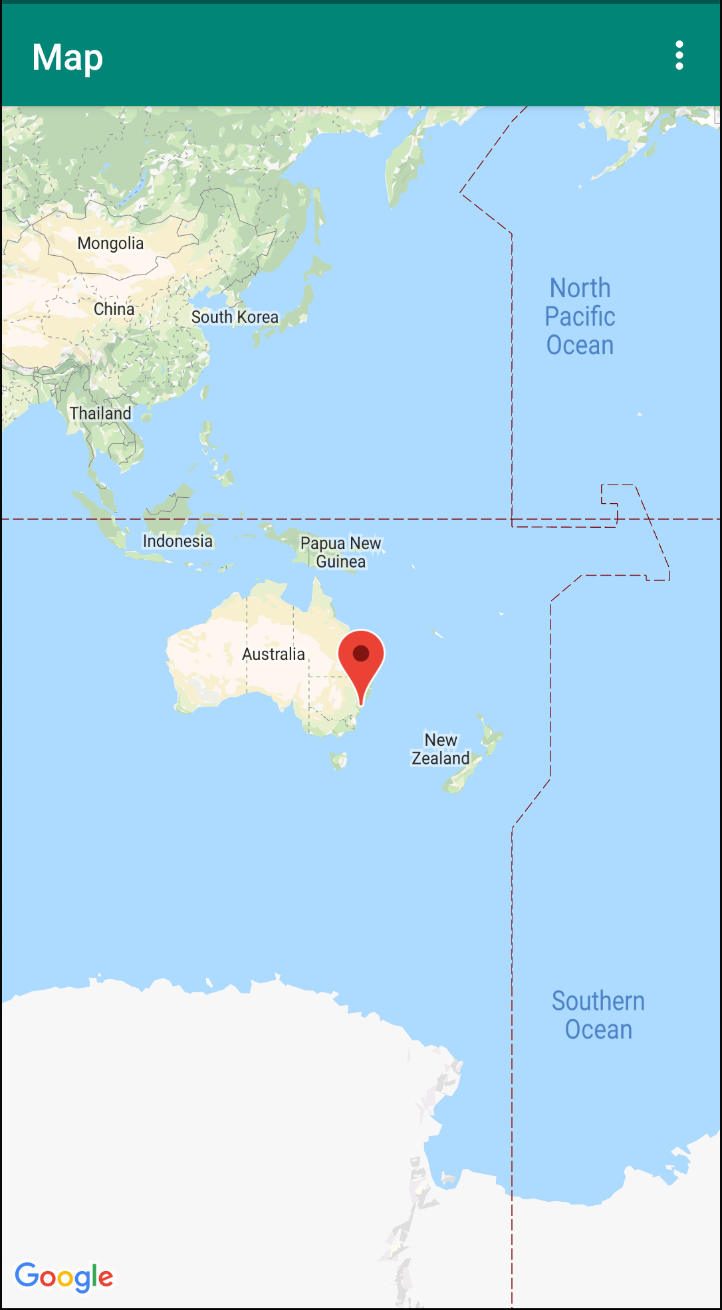 Map
Mongolia
North
Pacific
Ocean
China
South Korea
Thailand
Indonesia
Papua New
Guinea
Australia
New
Zealand
Southern
Ocean
Google